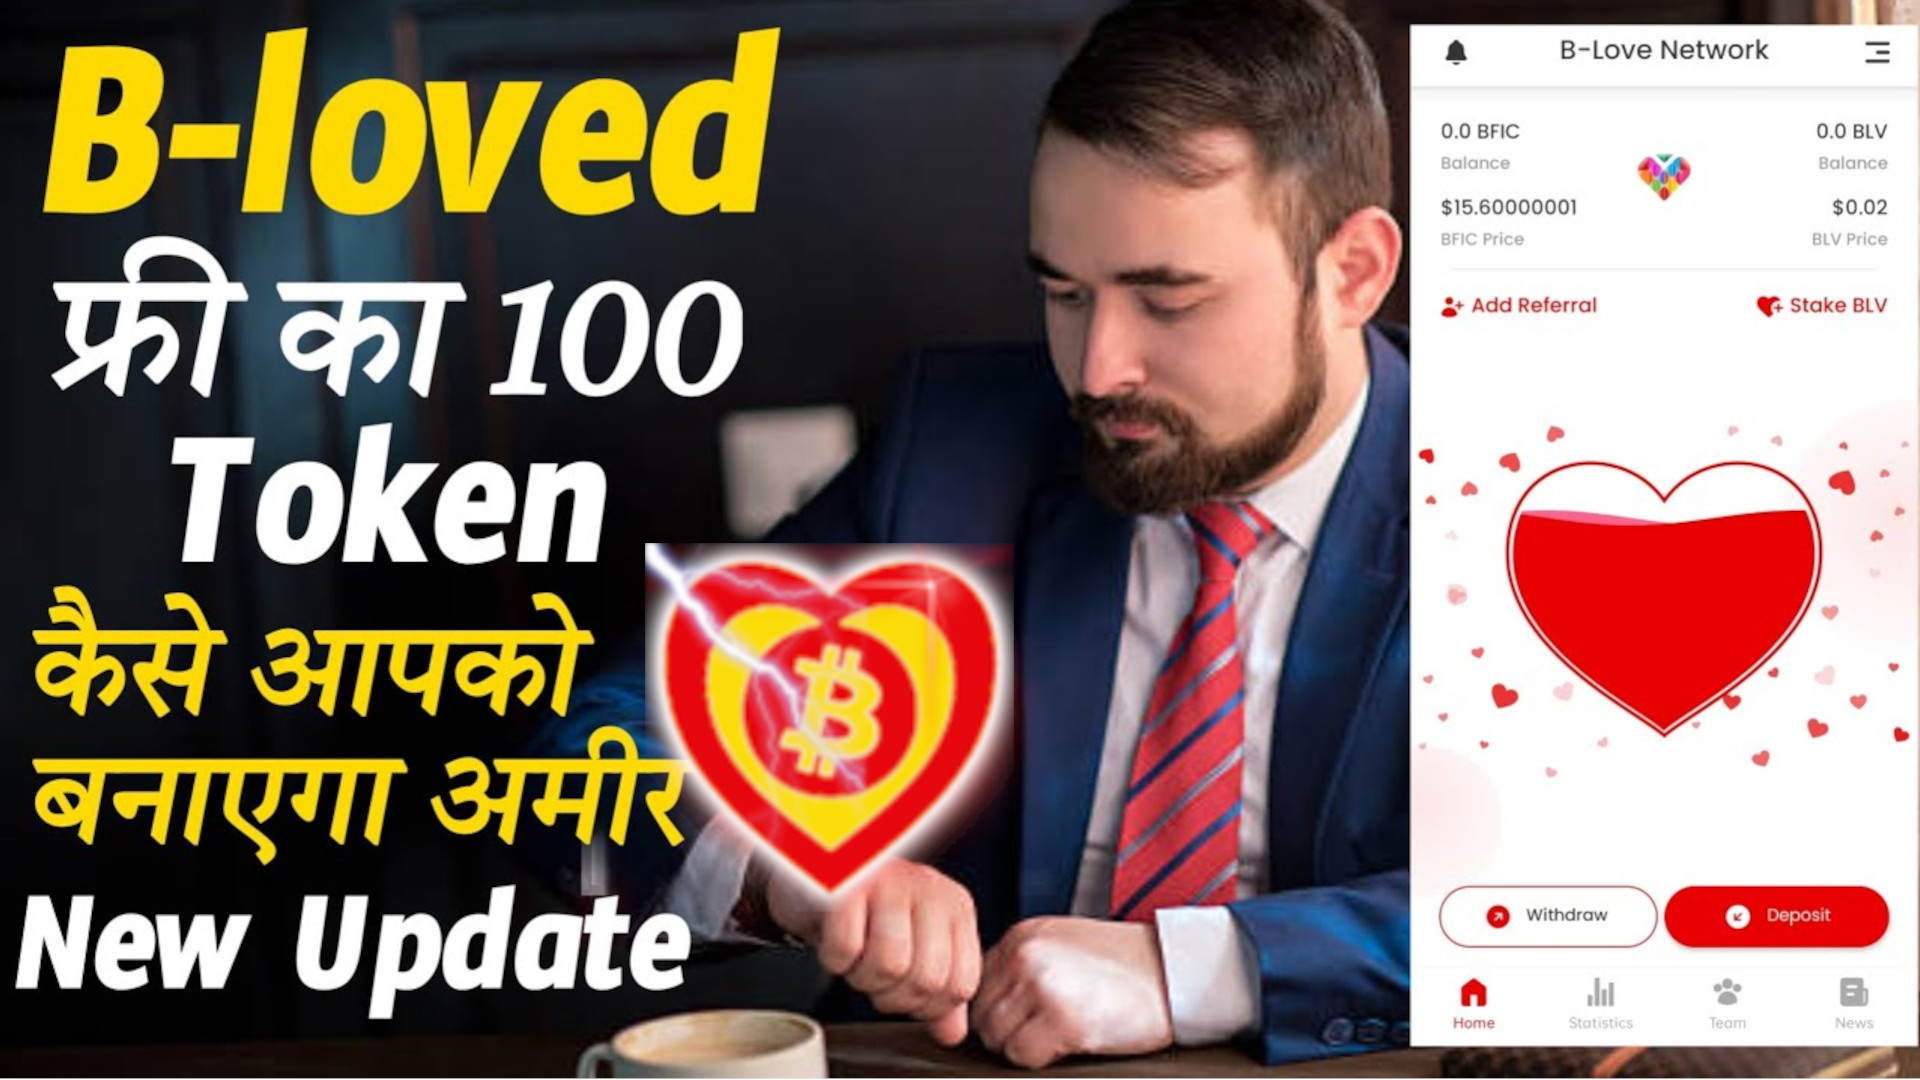 B-loved
फ्री का 100
Token
कैसे आपको
बनाएगा अमीर
New Update
B-Love Network
0.0 BFIC
0.0 BLV
Balance
Balance
$15.60000001
$0.02
BFIC Price
BLV Price
Add Referral
Stake BLV
Withdraw
Deposit
Home
Statistics
Team
News